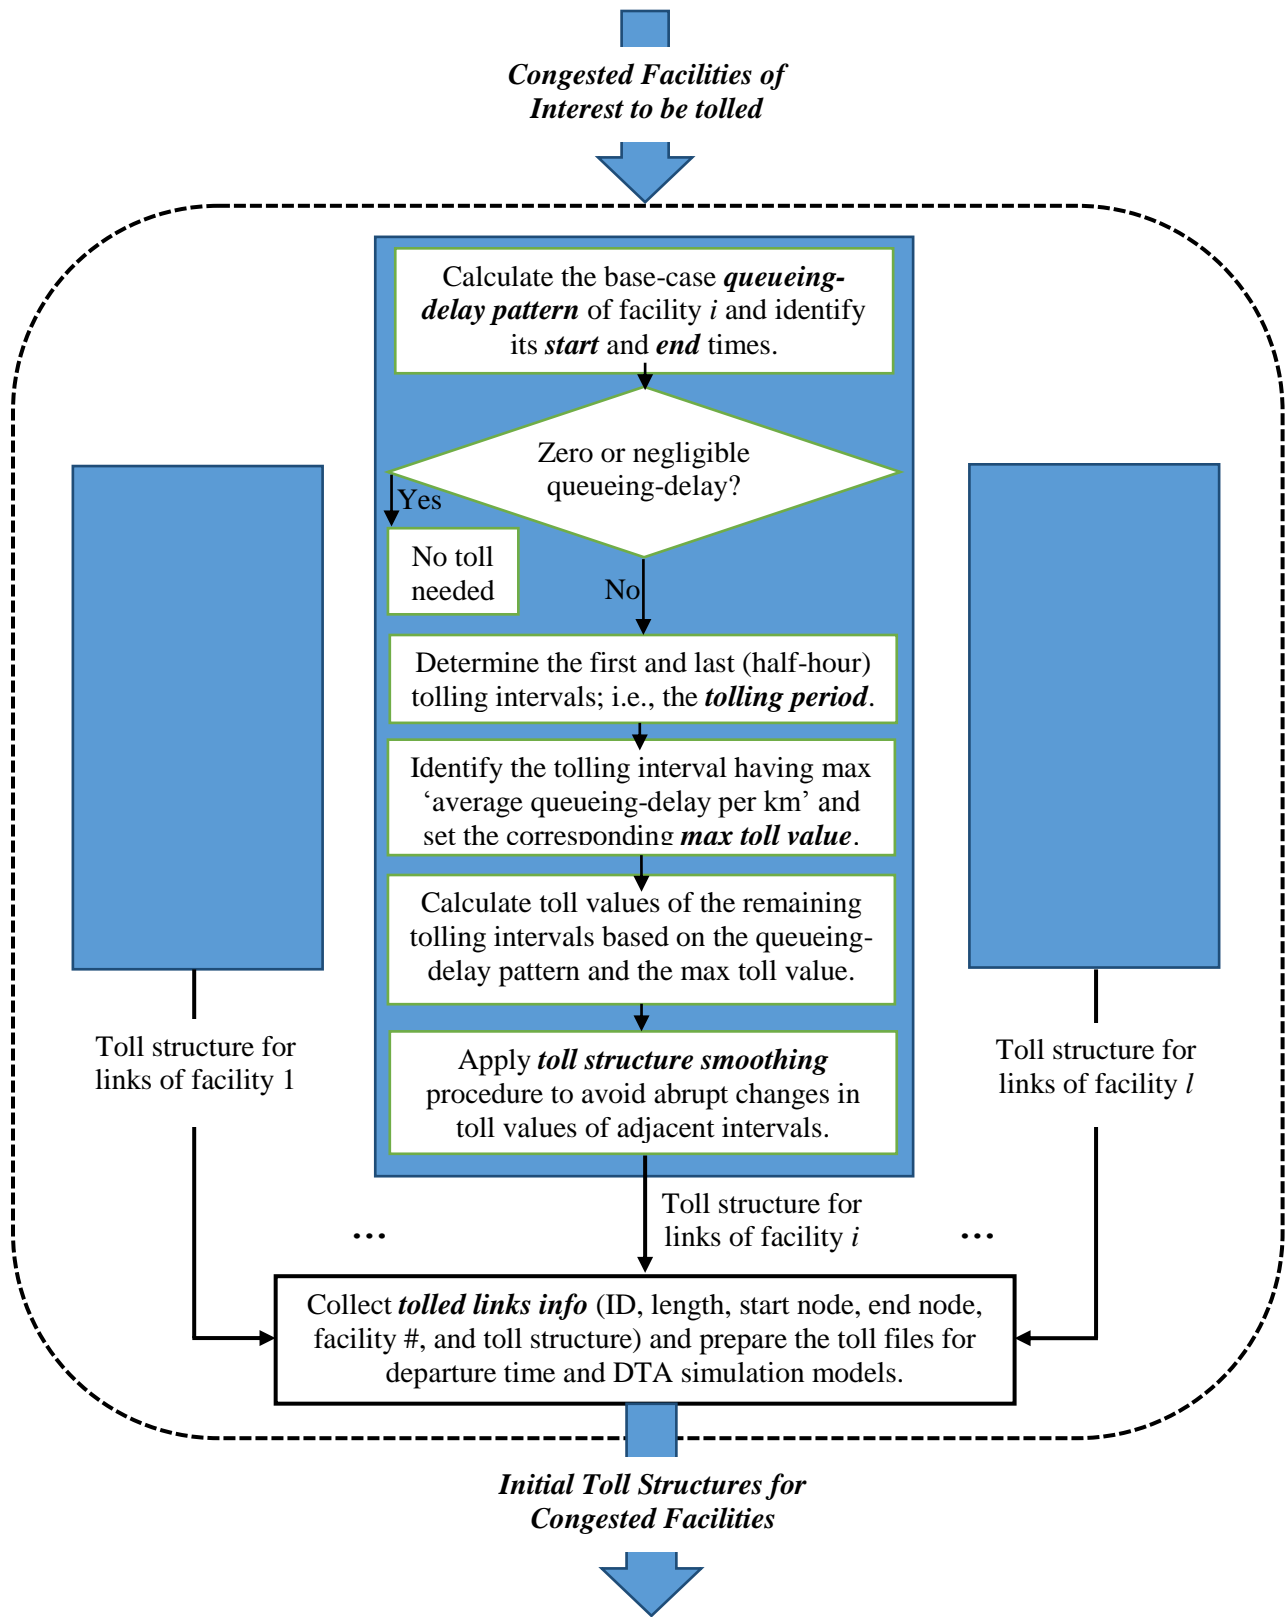 Congested Facilities of
Interest to be tolled
Calculate the base-case queueing-
delay pattern of facility i and identify
its start and end times.
Zero or negligible
queueing-delay?
Yes
No toll
needed
No
Determine the first and last (half-hour)
tolling intervals; i.e., the tolling period.
Identify the tolling interval having max
‘average queueing-delay per km’ and
set the corresponding max toll value.
Calculate toll values of the remaining
tolling intervals based on the queueing-
delay pattern and the max toll value.
Apply toll structure smoothing
procedure to avoid abrupt changes in
toll values of adjacent intervals.
Toll structure for
links of facility 1
Toll structure for
links of facility i
Toll structure for
links of facility l
...
...
Collect tolled links info (ID, length, start node, end node,
facility #, and toll structure) and prepare the toll files for
departure time and DTA simulation models.
Initial Toll Structures for
Congested Facilities